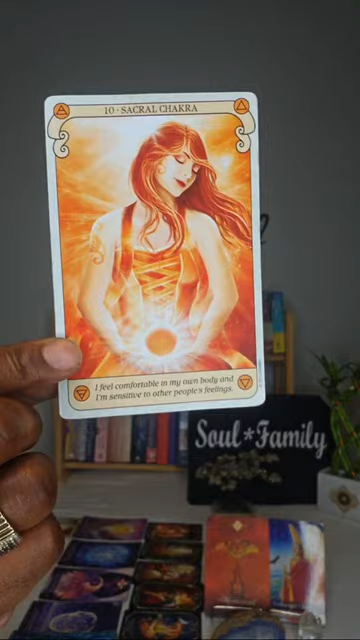 10 · SACRAL CHAKRA
I feel comfortable in my own body and
I'm sensitive to other people's feelings.
Soul*Family